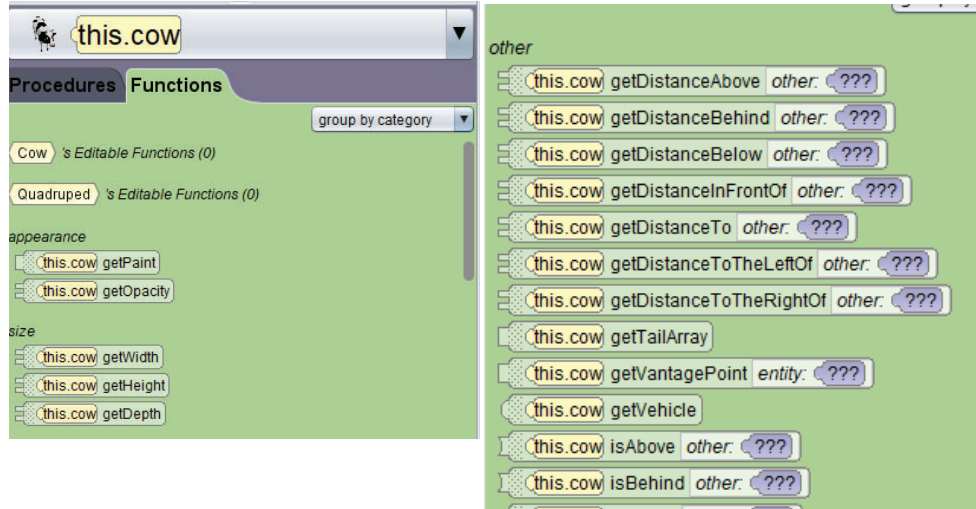 this.cow
Procedures Functions
group by category
Cow 's Editable Functions (0)
Quadruped 's Editable Functions (0)
appearance
this.cow getPaint
this.cow getOpacity
size
this.cow getWidth
this.cow getHeight
this.cow getDepth
other
this.cow getDistanceAbove other: ???
this.cow getDistanceBehind other: ???
this.cow getDistanceBelow other: ???
this.cow getDistanceInFrontOf other: ???
this.cow getDistanceTo other: ???
this.cow getDistanceToTheLeftOf other: ???
this.cow getDistanceToTheRightOf other: ???
this.cow getTailArray
this.cow getVantagePoint entity: ???
this.cow getVehicle
this.cow isAbove other: ???
this.cow isBehind other: ???